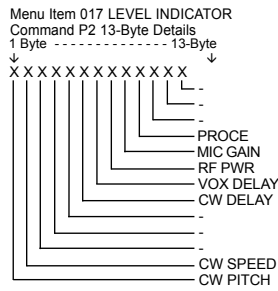 Menu Item 017 LEVEL INDICATOR
Command P2 13-Byte Details
1 Byte - - - - - - - - - - - - - 13-Byte
X X X X X X X X X X X X X
-
-
-
PROCE
MIC GAIN
RF PWR
VOX DELAY
CW DELAY
-
-
-
CW SPEED
CW PITCH